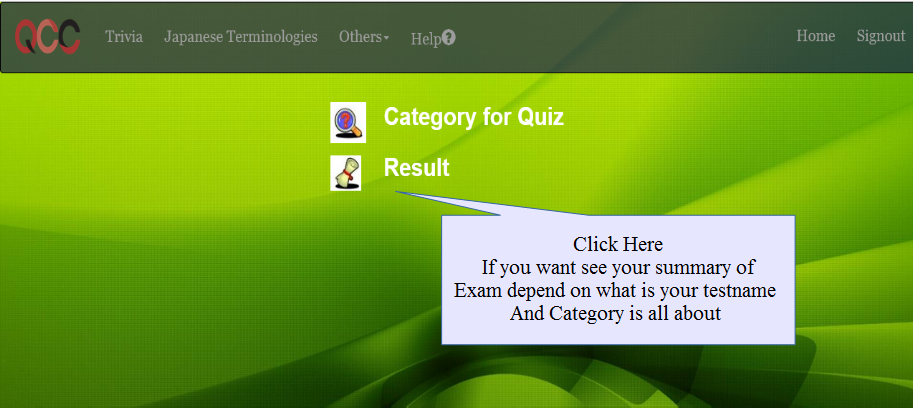 QCC Trivia Japanese Terminologies Others Help? Home Signout
Category for Quiz
Result
Click Here
If you want see your summary of
Exam depend on what is your testname
And Category is all about